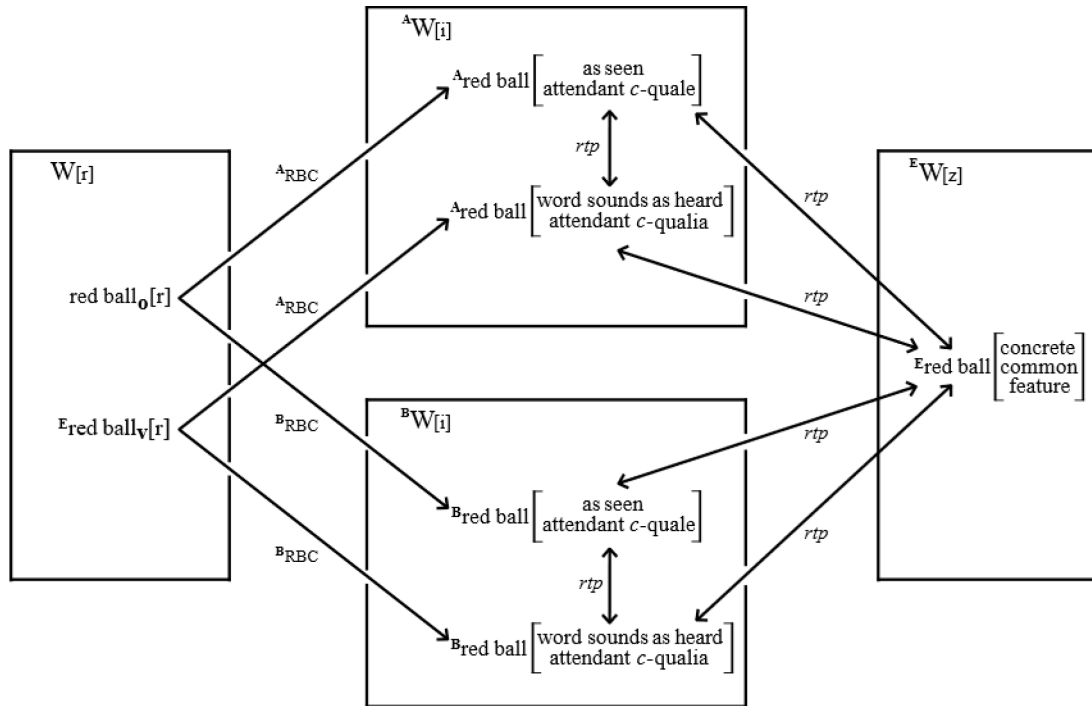 ᴬW[i]
ᴬred ball [as seen
attendant c-quale]
rtp
ᴬred ball [word sounds as heard
attendant c-qualia]
W[r]
red ballₒ[r]
ᴱred ballᵥ[r]
ᴬRBC
ᴬRBC
ᴮRBC
ᴮRBC
ᴮW[i]
ᴮred ball [as seen
attendant c-quale]
rtp
ᴮred ball [word sounds as heard
attendant c-qualia]
rtp
rtp
rtp
rtp
ᴱW[z]
ᴱred ball [concrete
common
feature]